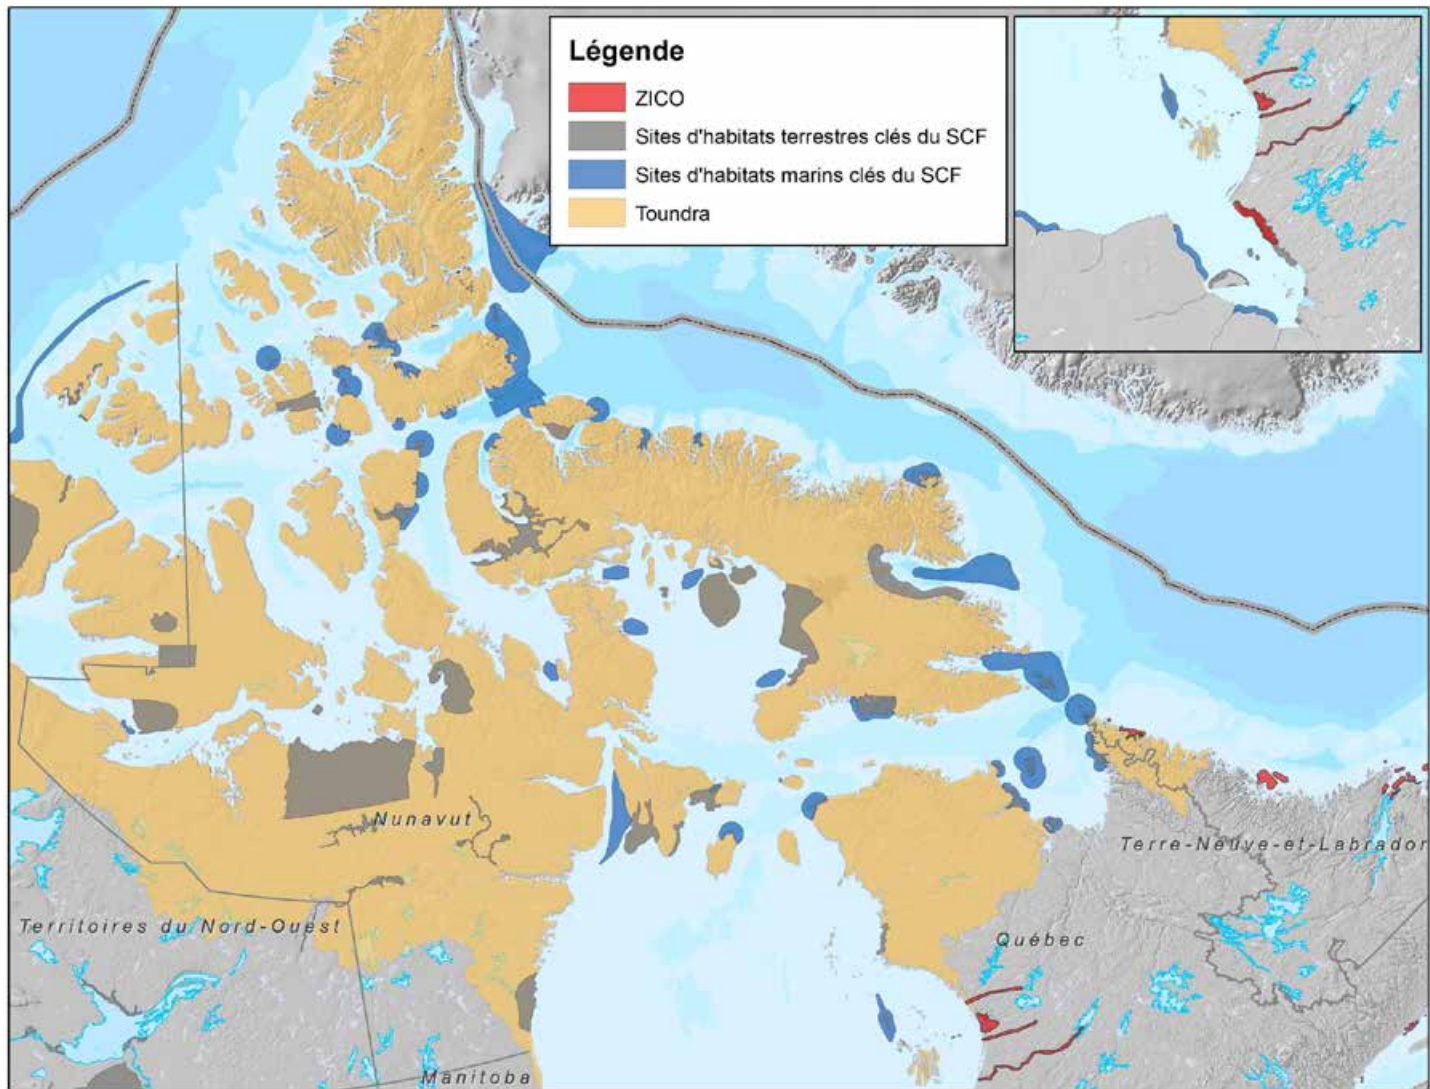 Légende
ZICO
Sites d'habitats terrestres clés du SCF
Sites d'habitats marins clés du SCF
Toundra
Nunavut
Terre-Neuve-et-Labrador
Territoires du Nord-Ouest
Québec
Manitoba